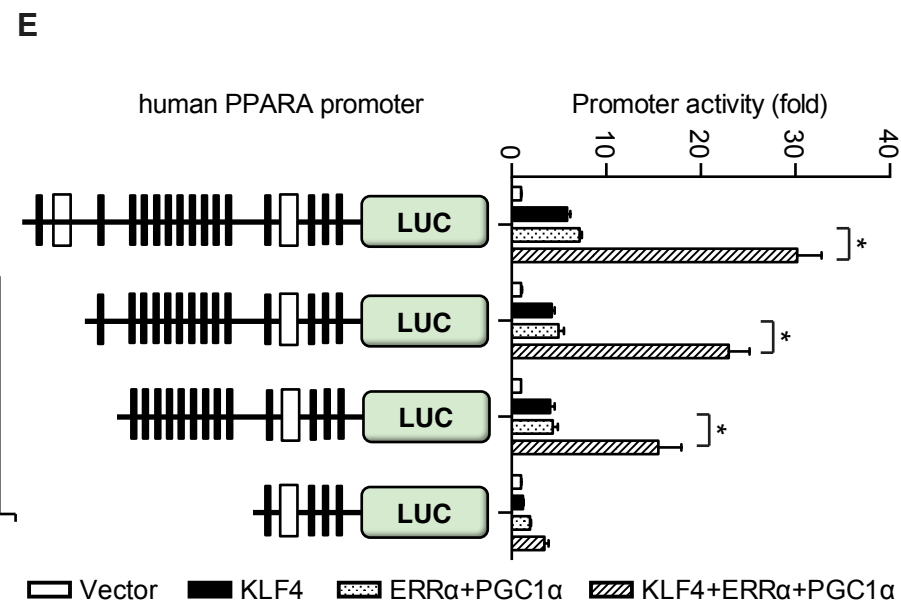 E
human PPARA promoter
Promoter activity (fold)
0 10 20 30 40
LUC
*
LUC
*
LUC
*
LUC
Vector KLF4 ERRα+PGC1α KLF4+ERRα+PGC1α